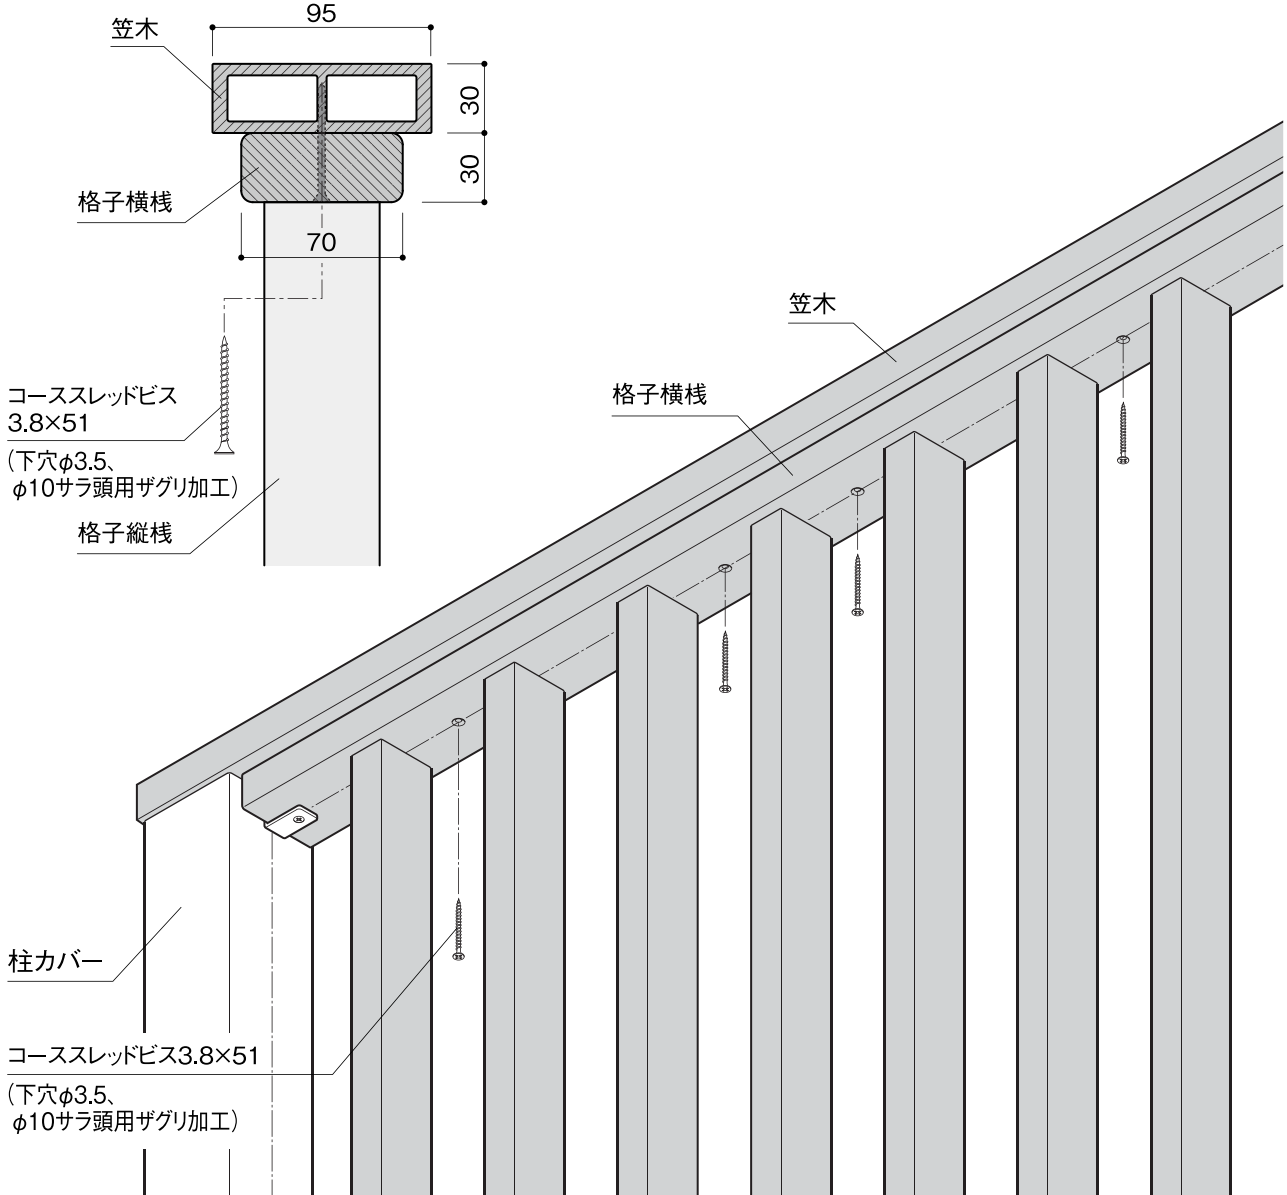 95
笠木
30
30
格子横桟
70
コーススレッドビス
3.8×51
(下穴φ3.5、
φ10サラ頭用ザグリ加工)
格子縦桟
笠木
格子横桟
柱カバー
コーススレッドビス3.8×51
(下穴φ3.5、
φ10サラ頭用ザグリ加工)